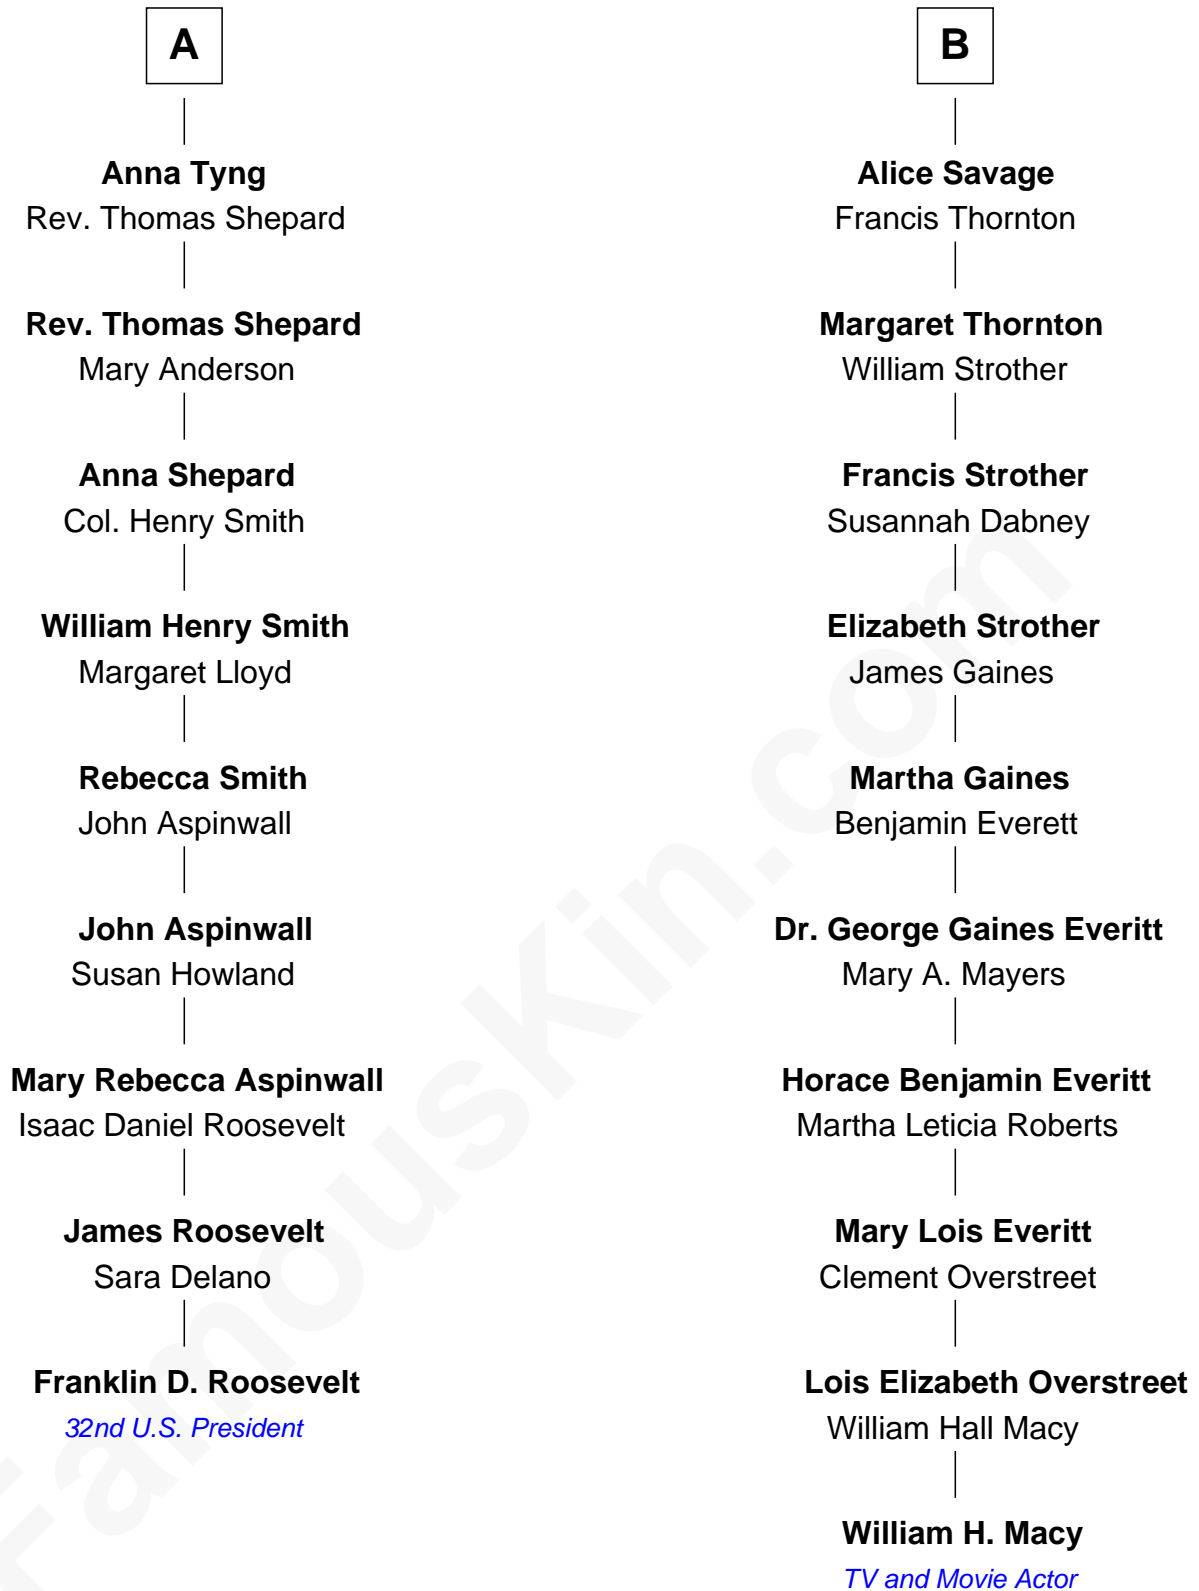 A
Anna Tyng
Rev. Thomas Shepard
Rev. Thomas Shepard
Mary Anderson
Anna Shepard
Col. Henry Smith
William Henry Smith
Margaret Lloyd
Rebecca Smith
John Aspinwall
John Aspinwall
Susan Howland
Mary Rebecca Aspinwall
Isaac Daniel Roosevelt
James Roosevelt
Sara Delano
Franklin D. Roosevelt
32nd U.S. President
B
Alice Savage
Francis Thornton
Margaret Thornton
William Strother
Francis Strother
Susannah Dabney
Elizabeth Strother
James Gaines
Martha Gaines
Benjamin Everett
Dr. George Gaines Everitt
Mary A. Mayers
Horace Benjamin Everitt
Martha Leticia Roberts
Mary Lois Everitt
Clement Overstreet
Lois Elizabeth Overstreet
William Hall Macy
William H. Macy
TV and Movie Actor
FamousKin.com